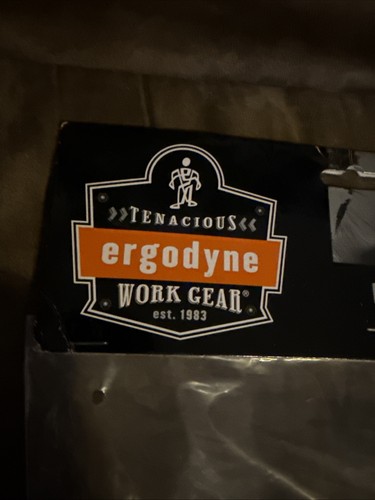 »TENACIOUS«
ergodyne
WORK GEAR®
est. 1983